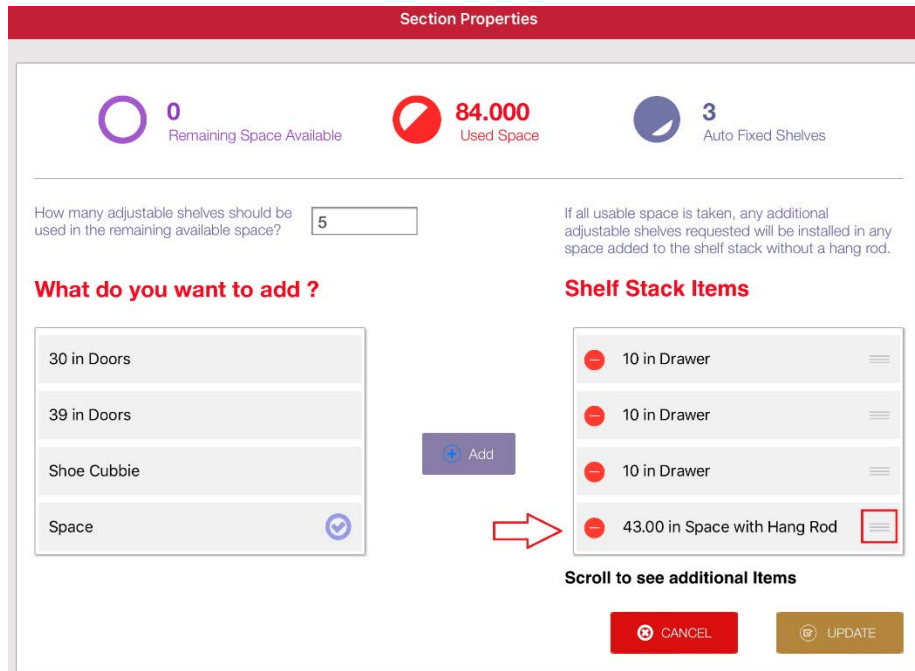 Section Properties
0
Remaining Space Available
84.000
Used Space
3
Auto Fixed Shelves
How many adjustable shelves should be
used in the remaining available space?
5
If all usable space is taken, any additional
adjustable shelves requested will be installed in any
space added to the shelf stack without a hang rod.
What do you want to add ?
30 in Doors
39 in Doors
Shoe Cubbie
Space
Add
Shelf Stack Items
10 in Drawer
10 in Drawer
10 in Drawer
43.00 in Space with Hang Rod
Scroll to see additional Items
CANCEL
UPDATE